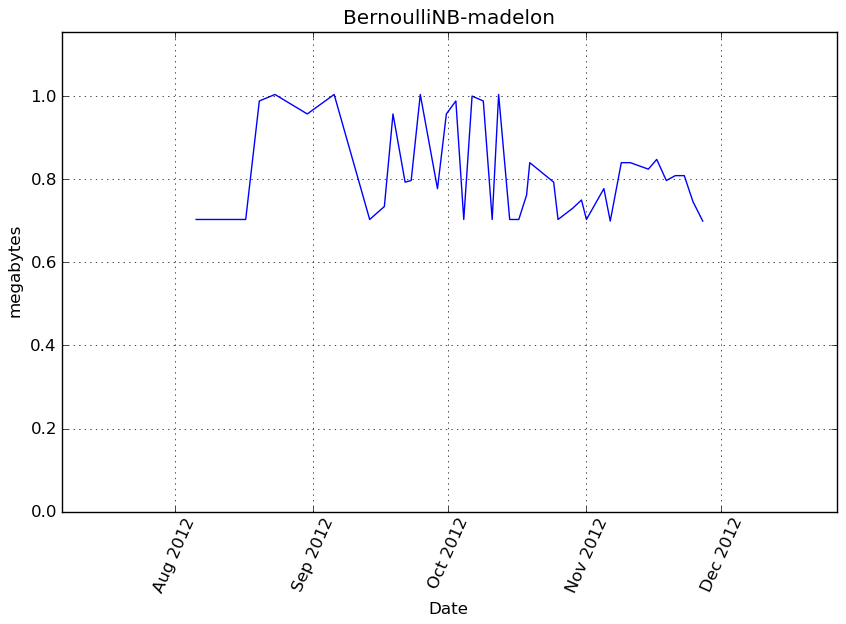 BernoulliNB-madelon
1.0
0.8
0.6
0.4
0.2
0.0
megabytes
Aug 2012
Sep 2012
Oct 2012
Nov 2012
Dec 2012
Date